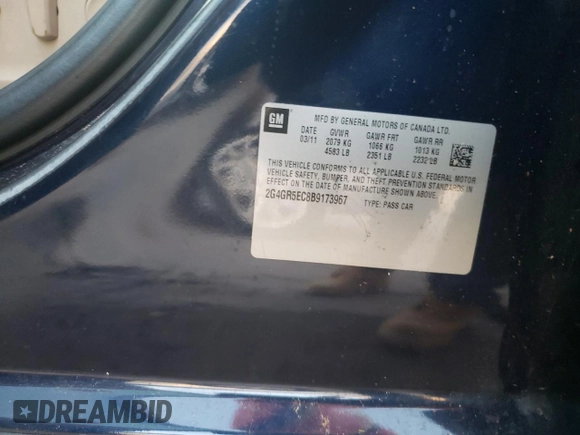 GM
MFD BY GENERAL MOTORS OF CANADA LTD.
DATE GVWR GAWR FRT GAWR RR
03/11 2079 KG 1066 KG 1013 KG
4583 LB 2351 LB 2232 LB
THIS VEHICLE CONFORMS TO ALL APPLICABLE U.S. FEDERAL MOTOR
VEHICLE SAFETY, BUMPER, AND THEFT PREVENTION STANDARDS IN
EFFECT ON THE DATE OF MANUFACTURE SHOWN ABOVE.
2G4GR5EC8B9173967 TYPE: PASS CAR
DREAMBID